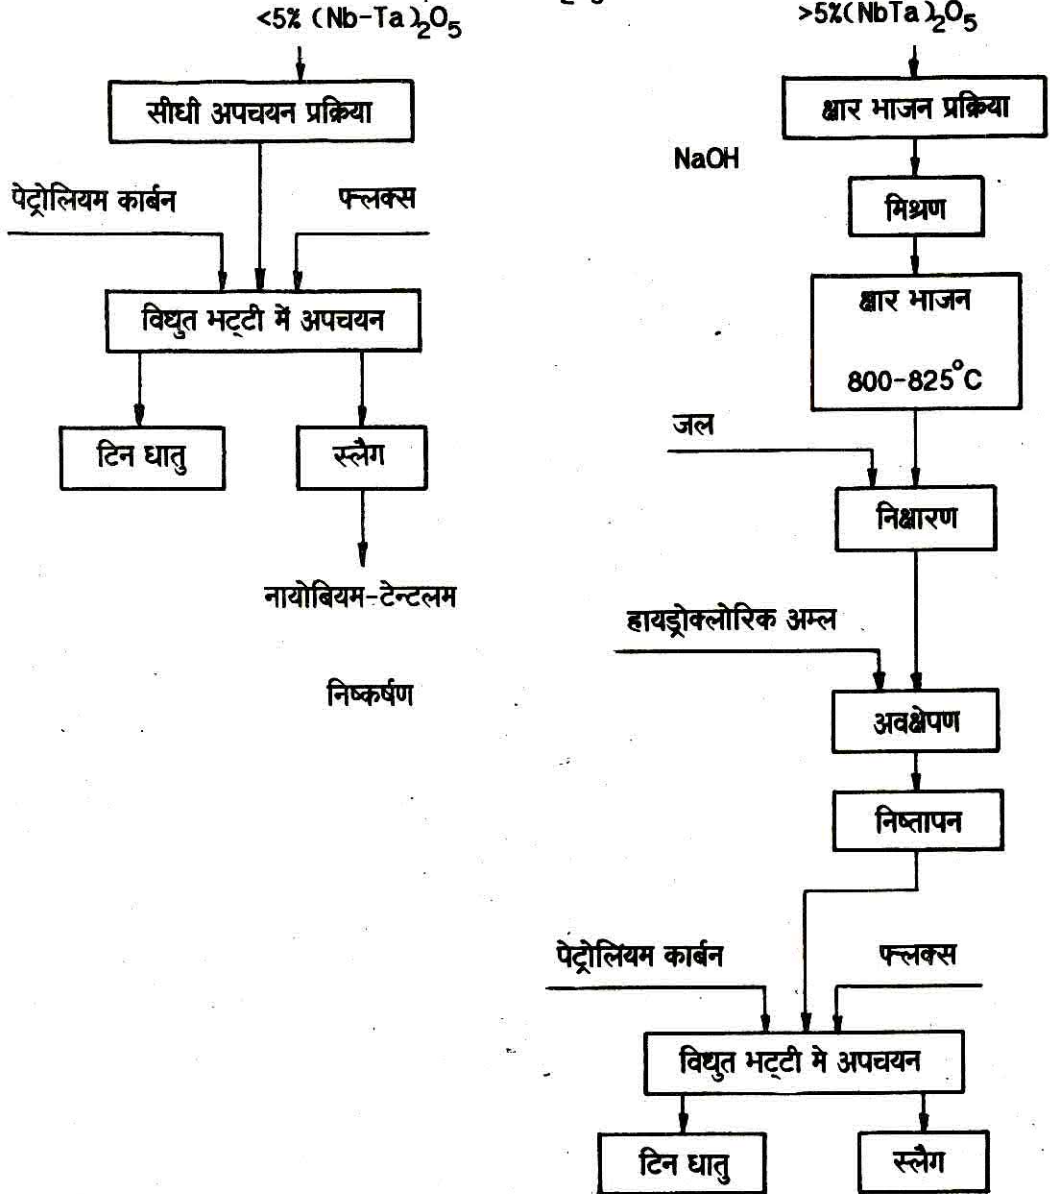 <5% (Nb-Ta)₂O₅
सीधी अपचयन प्रक्रिया
पेट्रोलियम कार्बन
फ्लक्स
विद्युत भट्टी में अपचयन
टिन धातु
स्लैग
नायोबियम-टेन्टलम
निष्कर्षण
>5%(NbTa)₂O₅
क्षार भाजन प्रक्रिया
NaOH
मिश्रण
क्षार भाजन
800-825°C
जल
निक्षारण
हायड्रोक्लोरिक अम्ल
अवक्षेपण
निष्तापन
पेट्रोलियम कार्बन
फ्लक्स
विद्युत भट्टी मे अपचयन
टिन धातु
स्लैग